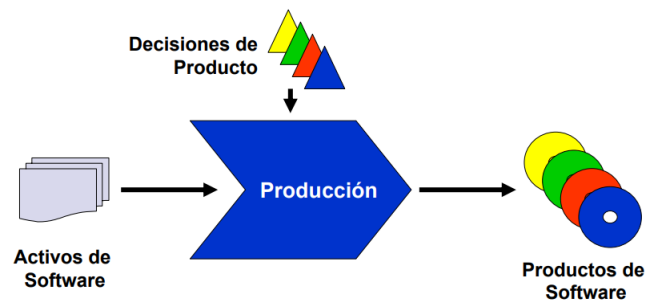 Decisiones de
Producto
Producción
Activos de
Software
Productos de
Software